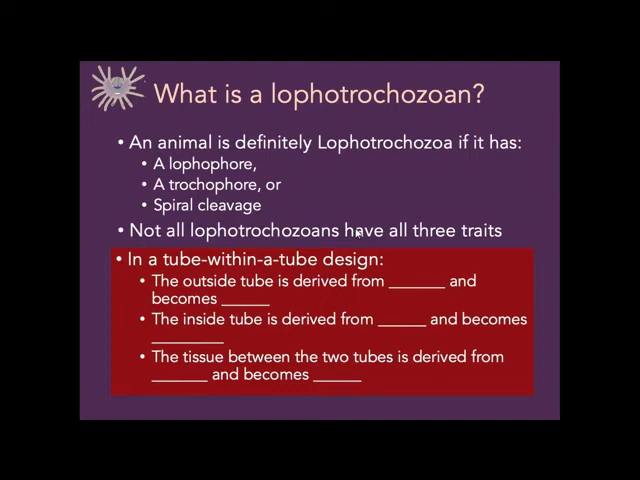 What is a lophotrochozoan?
• An animal is definitely Lophotrochozoa if it has:
• A lophophore,
• A trochophore, or
• Spiral cleavage
• Not all lophotrochozoans have all three traits
• In a tube-within-a-tube design:
• The outside tube is derived from _______ and
becomes ______
• The inside tube is derived from ______ and becomes
_________
• The tissue between the two tubes is derived from
_______ and becomes ______